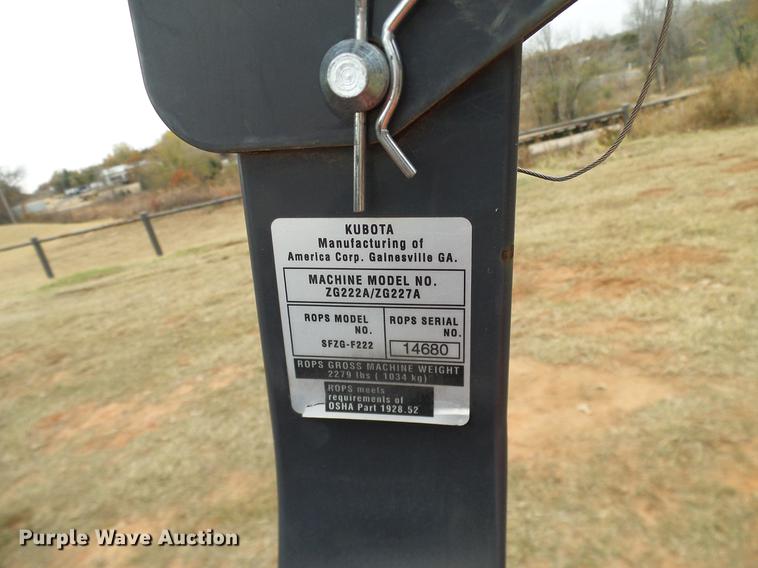 KUBOTA
Manufacturing of
America Corp. Gainesville GA.
MACHINE MODEL NO.
ZG222A/ZG227A
ROPS MODEL
NO.
SFZG-F222
ROPS SERIAL
NO.
14680
ROPS GROSS MACHINE WEIGHT
2279 lbs ( 1034 kg)
ROPS meets
requirements of
OSHA Part 1928.52
Purple Wave Auction